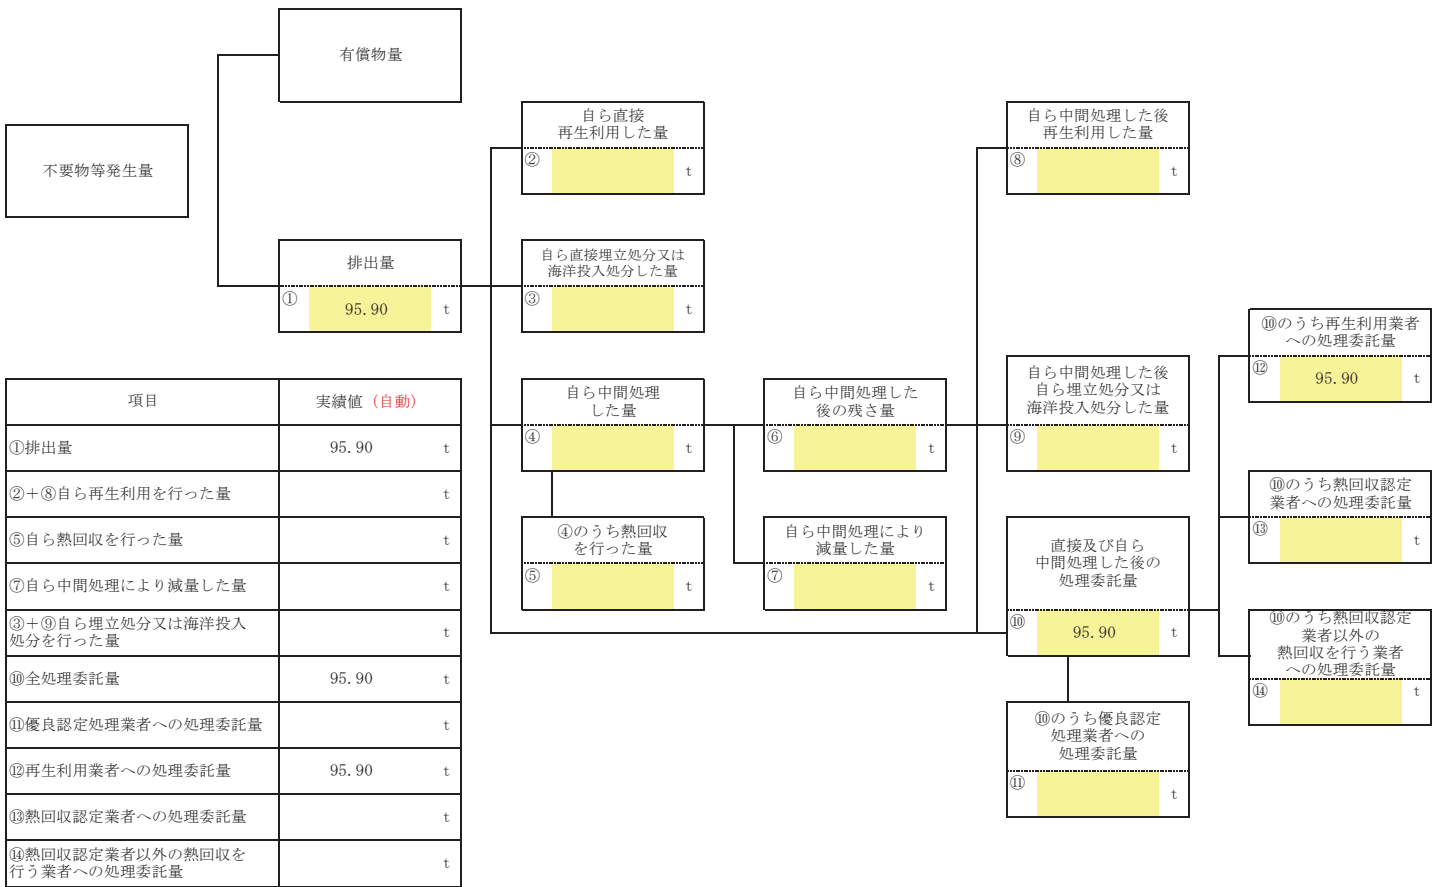 有償物量
不要物等発生量
排出量
①
95.90
t
自ら直接
再生利用した量
②
t
自ら直接埋立処分又は
海洋投入処分した量
③
t
自ら中間処理
した量
④
t
④のうち熱回収
を行った量
⑤
t
自ら中間処理した
後の残さ量
⑥
t
自ら中間処理により
減量した量
⑦
t
自ら中間処理した後
再生利用した量
⑧
t
自ら中間処理した後
自ら埋立処分又は
海洋投入処分した量
⑨
t
直接及び自ら
中間処理した後の
処理委託量
⑩
95.90
t
⑩のうち優良認定
処理業者への
処理委託量
⑪
t
⑩のうち再生利用業者
への処理委託量
⑫
95.90
t
⑩のうち熱回収認定
業者への処理委託量
⑬
t
⑩のうち熱回収認定
業者以外の
熱回収を行う業者
への処理委託量
⑭
t
項目 実績値（自動）
①排出量 95.90 t
②＋⑧自ら再生利用を行った量 t
⑤自ら熱回収を行った量 t
⑦自ら中間処理により減量した量 t
③＋⑨自ら埋立処分又は海洋投入
処分を行った量 t
⑩全処理委託量 95.90 t
⑪優良認定処理業者への処理委託量 t
⑫再生利用業者への処理委託量 95.90 t
⑬熱回収認定業者への処理委託量 t
⑭熱回収認定業者以外の熱回収を
行う業者への処理委託量 t